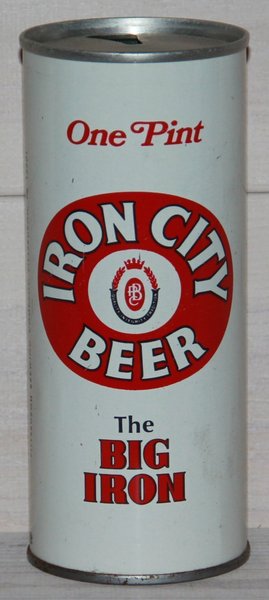 One Pint
IRON CITY
BEER
The
BIG
IRON